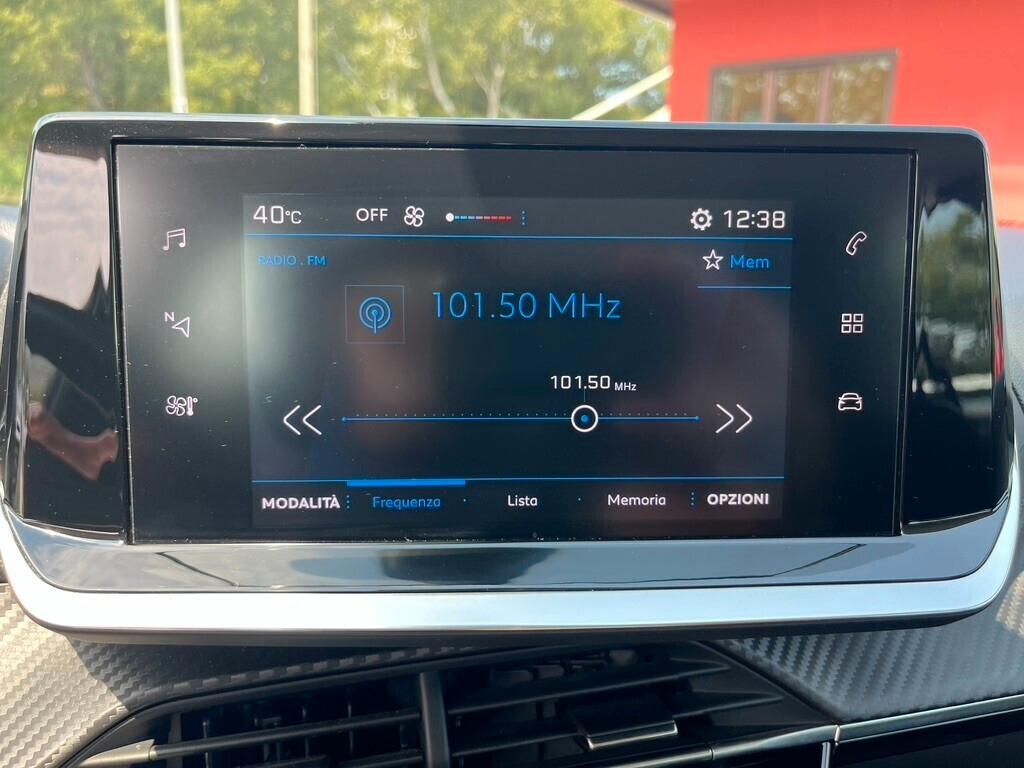 40°C OFF 12:38
RADIO . FM Mem
101.50 MHz
101.50 MHz
N
MODALITÀ Frequenza Lista Memoria OPZIONI